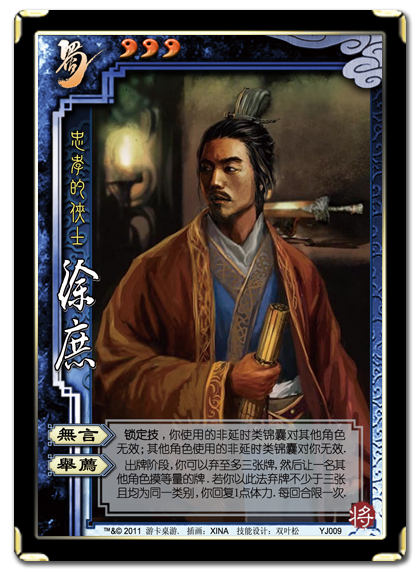 蜀
忠孝的侠士
徐庶
無言
锁定技，你使用的非延时类锦囊对其他角色
无效；其他角色使用的非延时类锦囊对你无效.
舉薦
出牌阶段，你可以弃至多三张牌，然后让一名其
他角色摸等量的牌. 若你以此法弃牌不少于三张
且均为同一类别，你回复1点体力. 每回合限一次.
将
™&© 2011 游卡桌游. 插画：XINA 技能设计：双叶松 YJ009